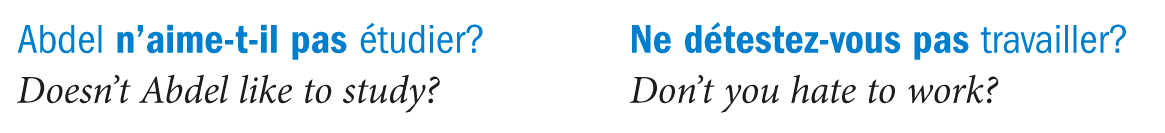 Abdel n’aime-t-il pas étudier?
Doesn’t Abdel like to study?
Ne détestez-vous pas travailler?
Don’t you hate to work?